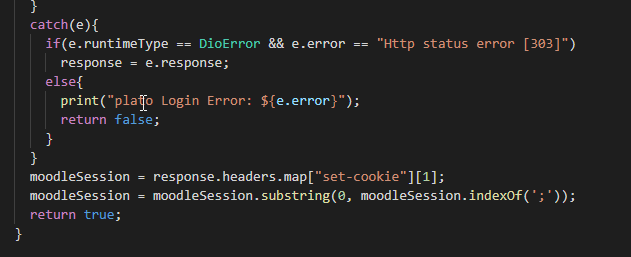 }
catch(e){
if(e.runtimeType == DioError && e.error == "Http status error [303]")
response = e.response;
else{
print("plato Login Error: ${e.error}");
return false;
}
}
moodleSession = response.headers.map["set-cookie"][1];
moodleSession = moodleSession.substring(0, moodleSession.indexOf(';'));
return true;
}